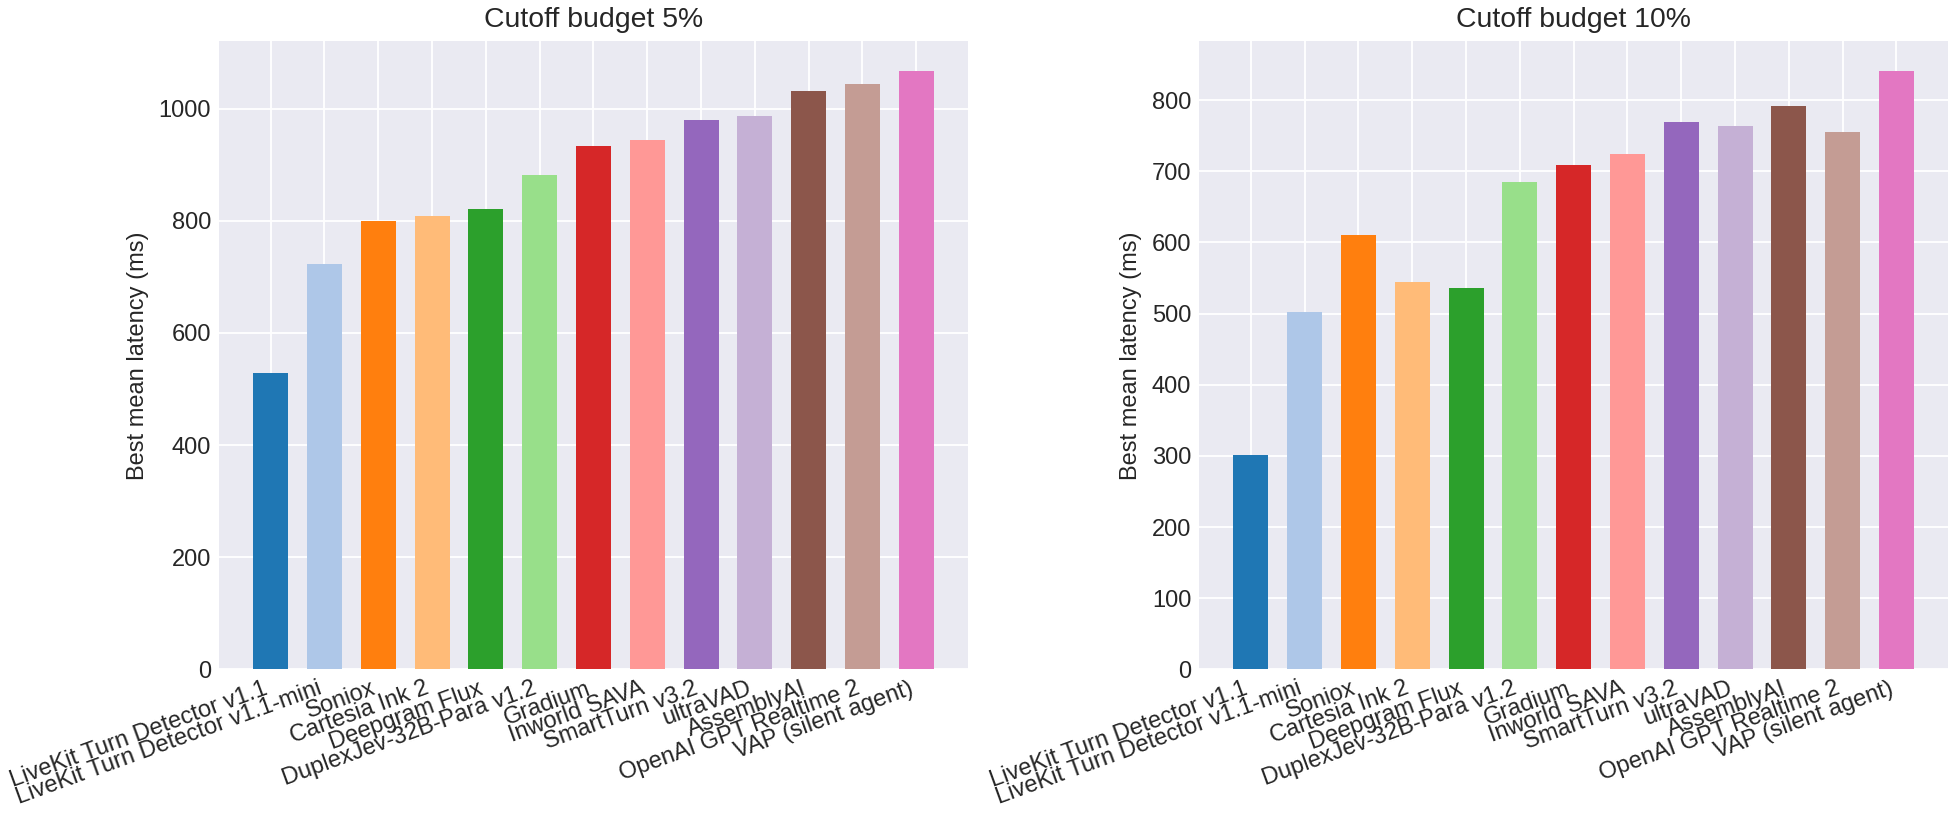 Cutoff budget 5%
Best mean latency (ms)
1000
800
600
400
200
0
LiveKit Turn Detector v1.1
LiveKit Turn Detector v1.1-mini
Soniox
Cartesia Ink 2
Deepgram Flux
DuplexJev-32B-Para v1.2
Gradium
Inworld SAVA
SmartTurn v3.2
ultraVAD
AssemblyAI
OpenAI GPT Realtime 2
VAP (silent agent)
Cutoff budget 10%
Best mean latency (ms)
800
700
600
500
400
300
200
100
0
LiveKit Turn Detector v1.1
LiveKit Turn Detector v1.1-mini
Soniox
Cartesia Ink 2
Deepgram Flux
DuplexJev-32B-Para v1.2
Gradium
Inworld SAVA
SmartTurn v3.2
ultraVAD
AssemblyAI
OpenAI GPT Realtime 2
VAP (silent agent)